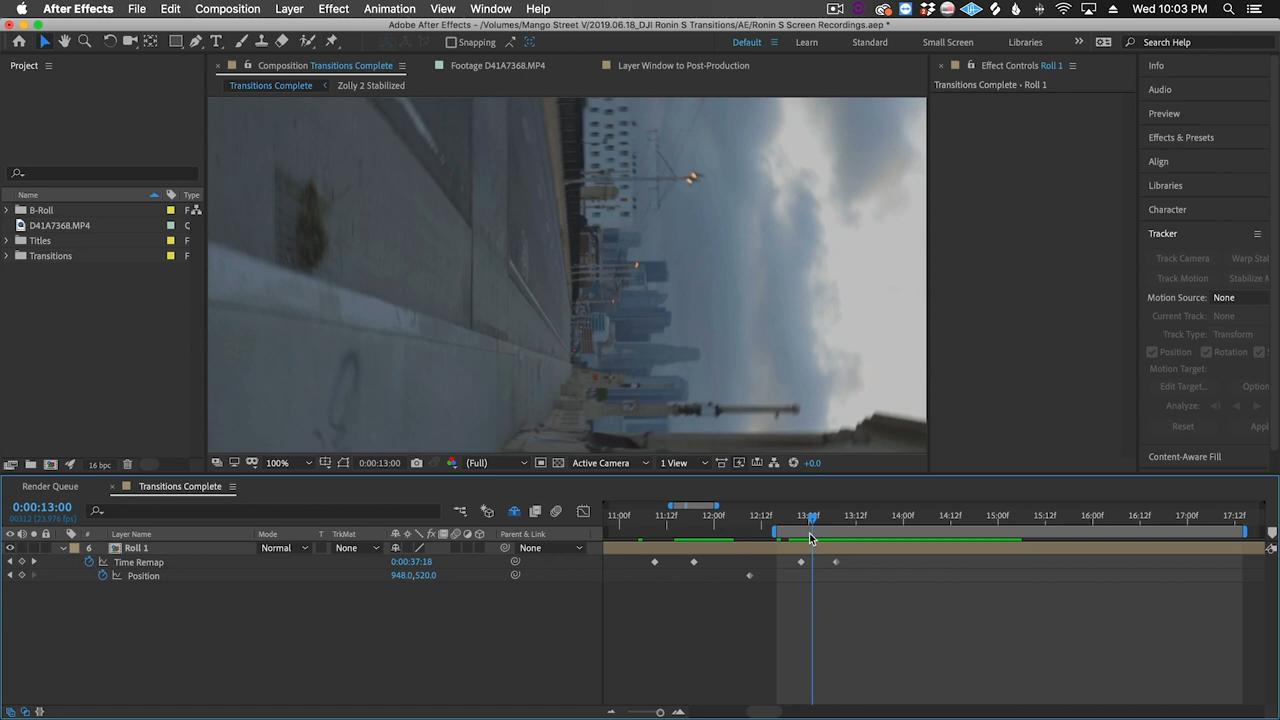 After Effects File Edit Composition Layer Effect Animation View Window Help Wed 10:03 PM
Adobe After Effects - /Volumes/Mango Street V/2019.06.18_DJI Ronin S Transitions/AE/Ronin S Screen Recordings.aep *
Snapping Default Learn Standard Small Screen Libraries Search Help
Project Composition Transitions Complete Footage D41A7368.MP4 Layer Window to Post-Production Effect Controls Roll 1 Info
Transitions Complete Zolly 2 Stabilized Transitions Complete • Roll 1
Audio
Preview
Effects & Presets
Align
Libraries
Name Type
B-Roll F
D41A7368.MP4 C
Titles F
Transitions F
Character
Tracker
Track Camera Warp Stal
Track Motion Stabilize M
Motion Source: None
Current Track: None
Track Type: Transform
Position Rotation S
Motion Target:
Edit Target... Option
Analyze:
Reset Appl
Content-Aware Fill
16 bpc 100% 0:00:13:00 (Full) Active Camera 1 View +0.0
Render Queue Transitions Complete
0:00:13:00
00312 (23.976 fps)
11:00f 11:12f 12:00f 12:12f 13:00f 13:12f 14:00f 14:12f 15:00f 15:12f 16:00f 16:12f 17:00f 17:12f
# Layer Name Mode T TrkMat Parent & Link
6 Roll 1 Normal None None
Time Remap 0:00:37:18
Position 948.0,520.0